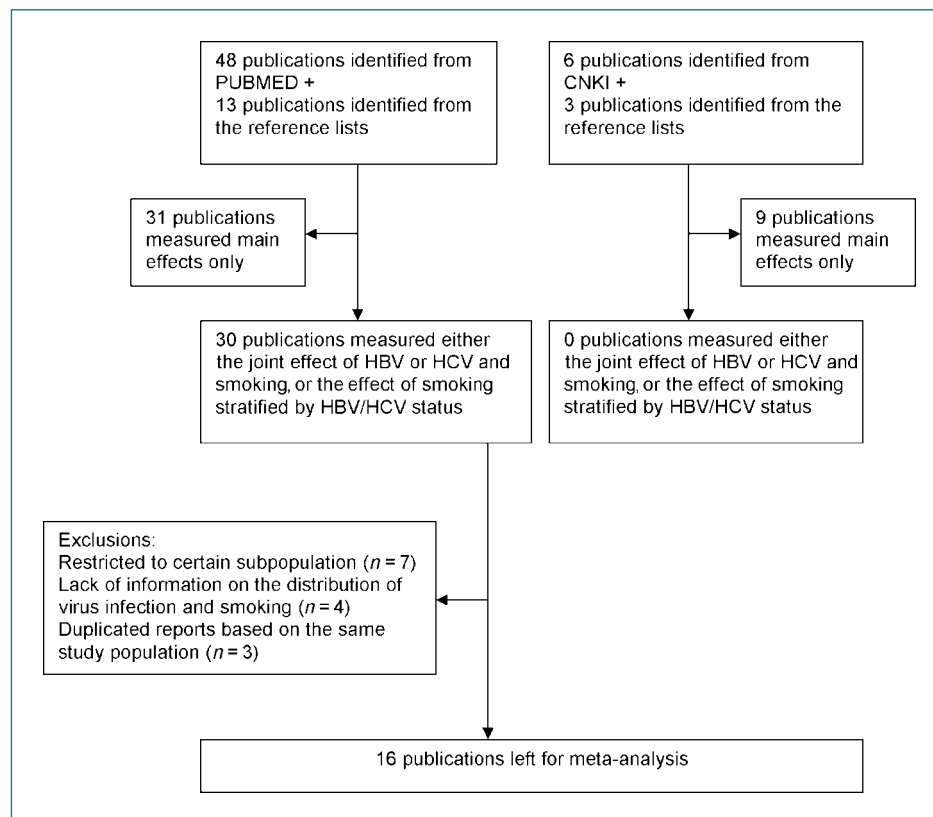 48 publications identified from
PUBMED +
13 publications identified from
the reference lists
6 publications identified from
CNKI +
3 publications identified from the
reference lists
31 publications
measured main
effects only
9 publications
measured main
effects only
30 publications measured either
the joint effect of HBV or HCV and
smoking, or the effect of smoking
stratified by HBV/HCV status
0 publications measured either
the joint effect of HBV or HCV and
smoking, or the effect of smoking
stratified by HBV/HCV status
Exclusions:
Restricted to certain subpopulation (n = 7)
Lack of information on the distribution of
virus infection and smoking (n = 4)
Duplicated reports based on the same
study population (n = 3)
16 publications left for meta-analysis